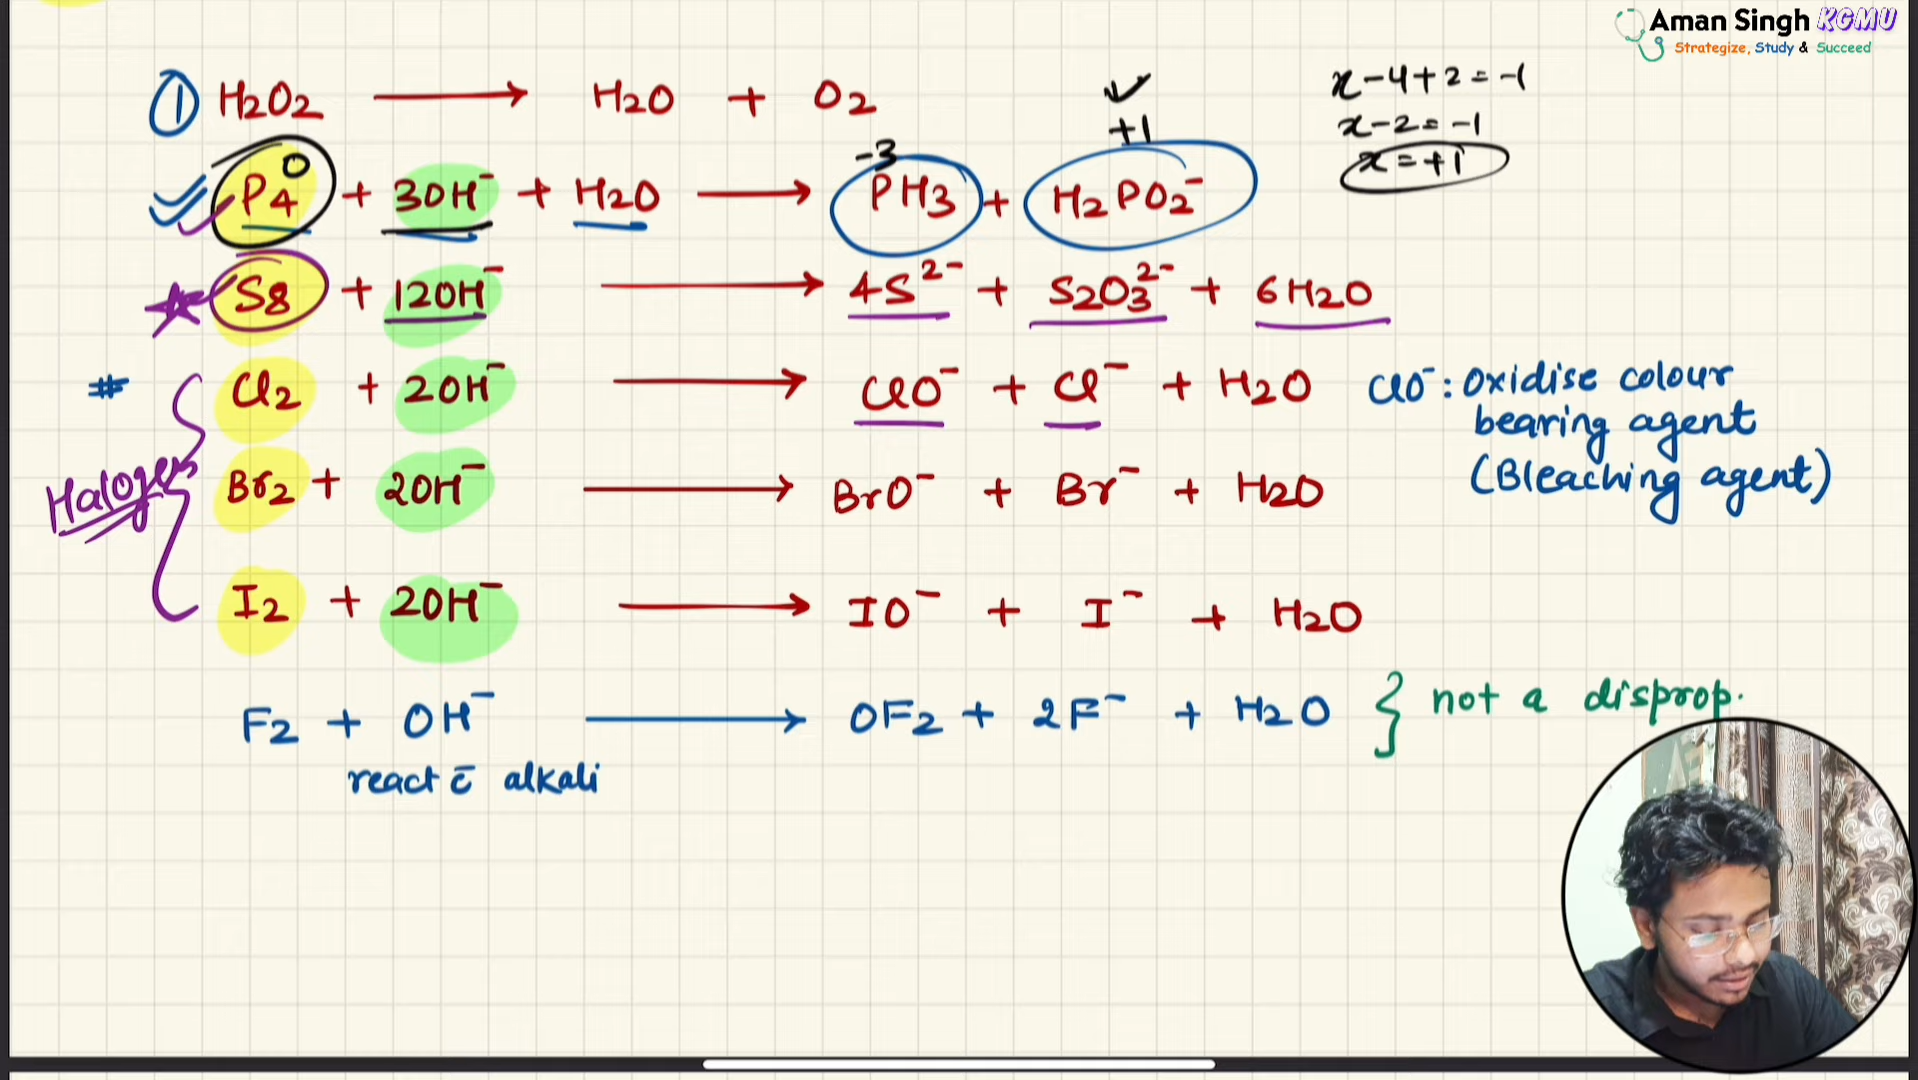 Aman Singh KGMU
Strategize, Study & Succeed
① H2O2 → H2O + O2
x-4+2=-1
x-2=-1
x=+1
0 -3 +1
P4 + 3OH⁻ + H2O → PH3 + H2PO2⁻
S8 + 12OH⁻ → 4S²⁻ + S2O3²⁻ + 6H2O
# Cl2 + 2OH⁻ → ClO⁻ + Cl⁻ + H2O
ClO⁻: Oxidise colour
bearing agent
(Bleaching agent)
Halogens
Br2 + 2OH⁻ → BrO⁻ + Br⁻ + H2O
I2 + 2OH⁻ → IO⁻ + I⁻ + H2O
F2 + OH⁻ → OF2 + 2F⁻ + H2O } not a disprop.
react c̄ alkali